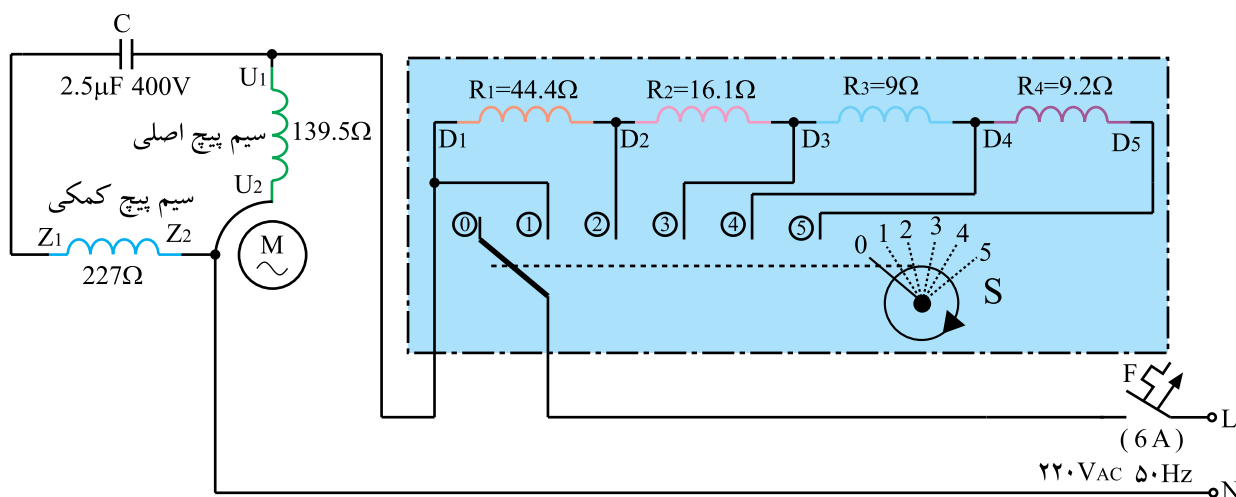 C
2.5µF 400V
U1
سیم پیچ اصلی
139.5Ω
U2
سیم پیچ کمکی
Z1
Z2
227Ω
M
R1=44.4Ω
R2=16.1Ω
R3=9Ω
R4=9.2Ω
D1
D2
D3
D4
D5
0
1
2
3
4
5
0
1
2
3
4
5
S
F
L
(6A)
۲۲۰VAC ۵۰Hz
N